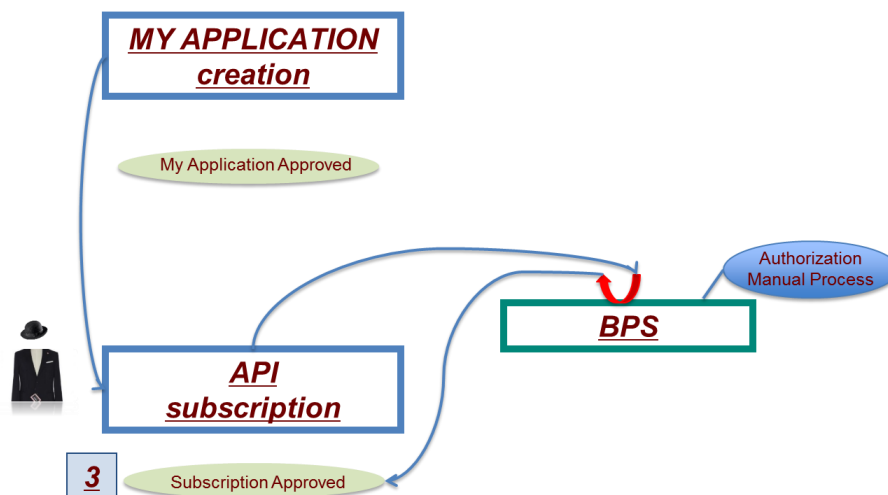 MY APPLICATION
creation
My Application Approved
Authorization
Manual Process
BPS
API
subscription
3
Subscription Approved